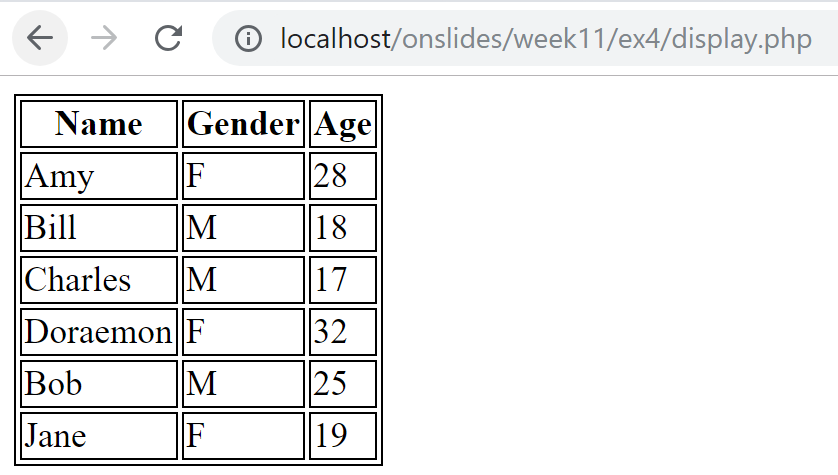 localhost/onslides/week11/ex4/display.php
Name Gender Age
Amy F 28
Bill M 18
Charles M 17
Doraemon F 32
Bob M 25
Jane F 19